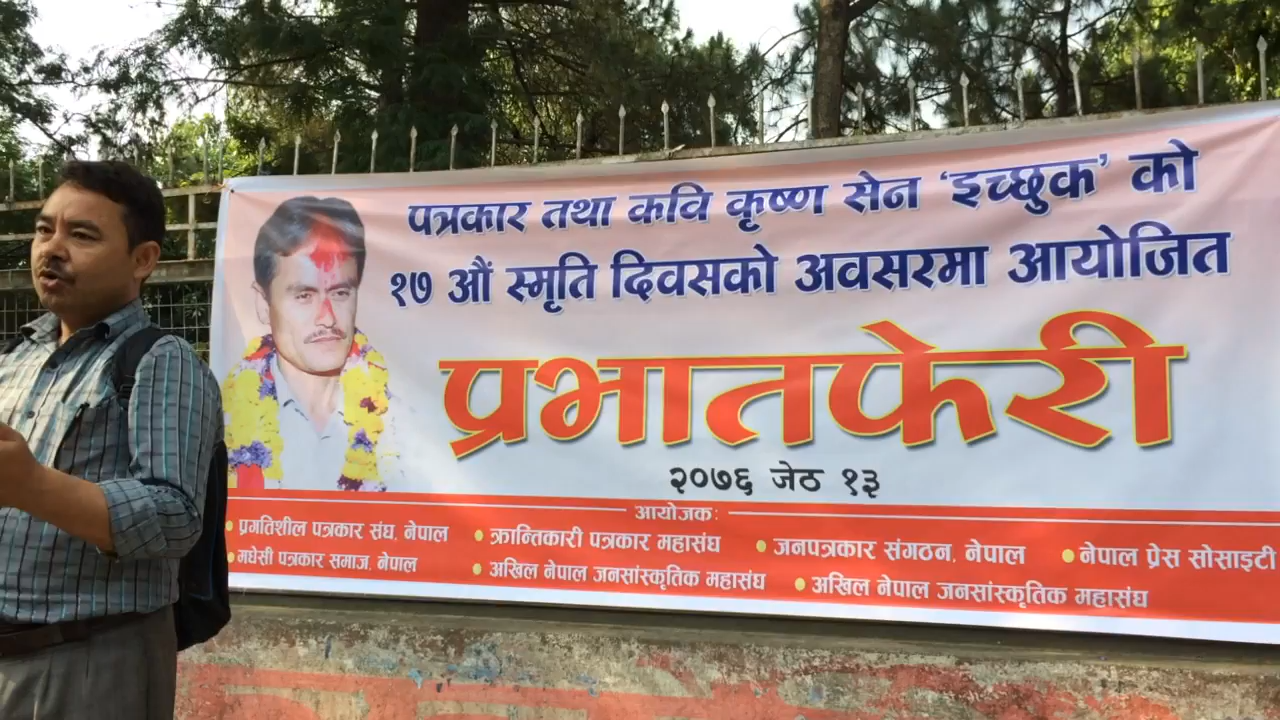 पत्रकार तथा कवि कृष्ण सेन 'इच्छुक' को
१७ औं स्मृति दिवसको अवसरमा आयोजित
प्रभातफेरी
२०७६ जेठ १३
आयोजकः
• प्रगतिशील पत्रकार संघ, नेपाल • क्रान्तिकारी पत्रकार महासंघ • जनपत्रकार संगठन, नेपाल • नेपाल प्रेस सोसाइटी
• मधेसी पत्रकार समाज, नेपाल • अखिल नेपाल जनसांस्कृतिक महासंघ • अखिल नेपाल जनसांस्कृतिक महासंघ